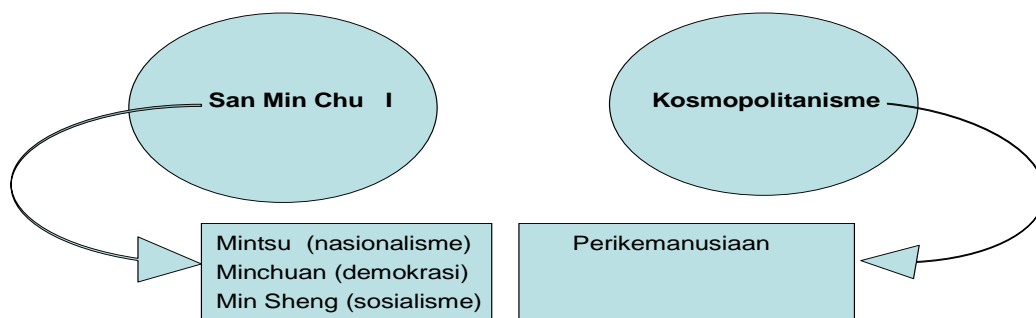 San Min Chu I
Kosmopolitanisme
Mintsu (nasionalisme)
Minchuan (demokrasi)
Min Sheng (sosialisme)
Perikemanusiaan